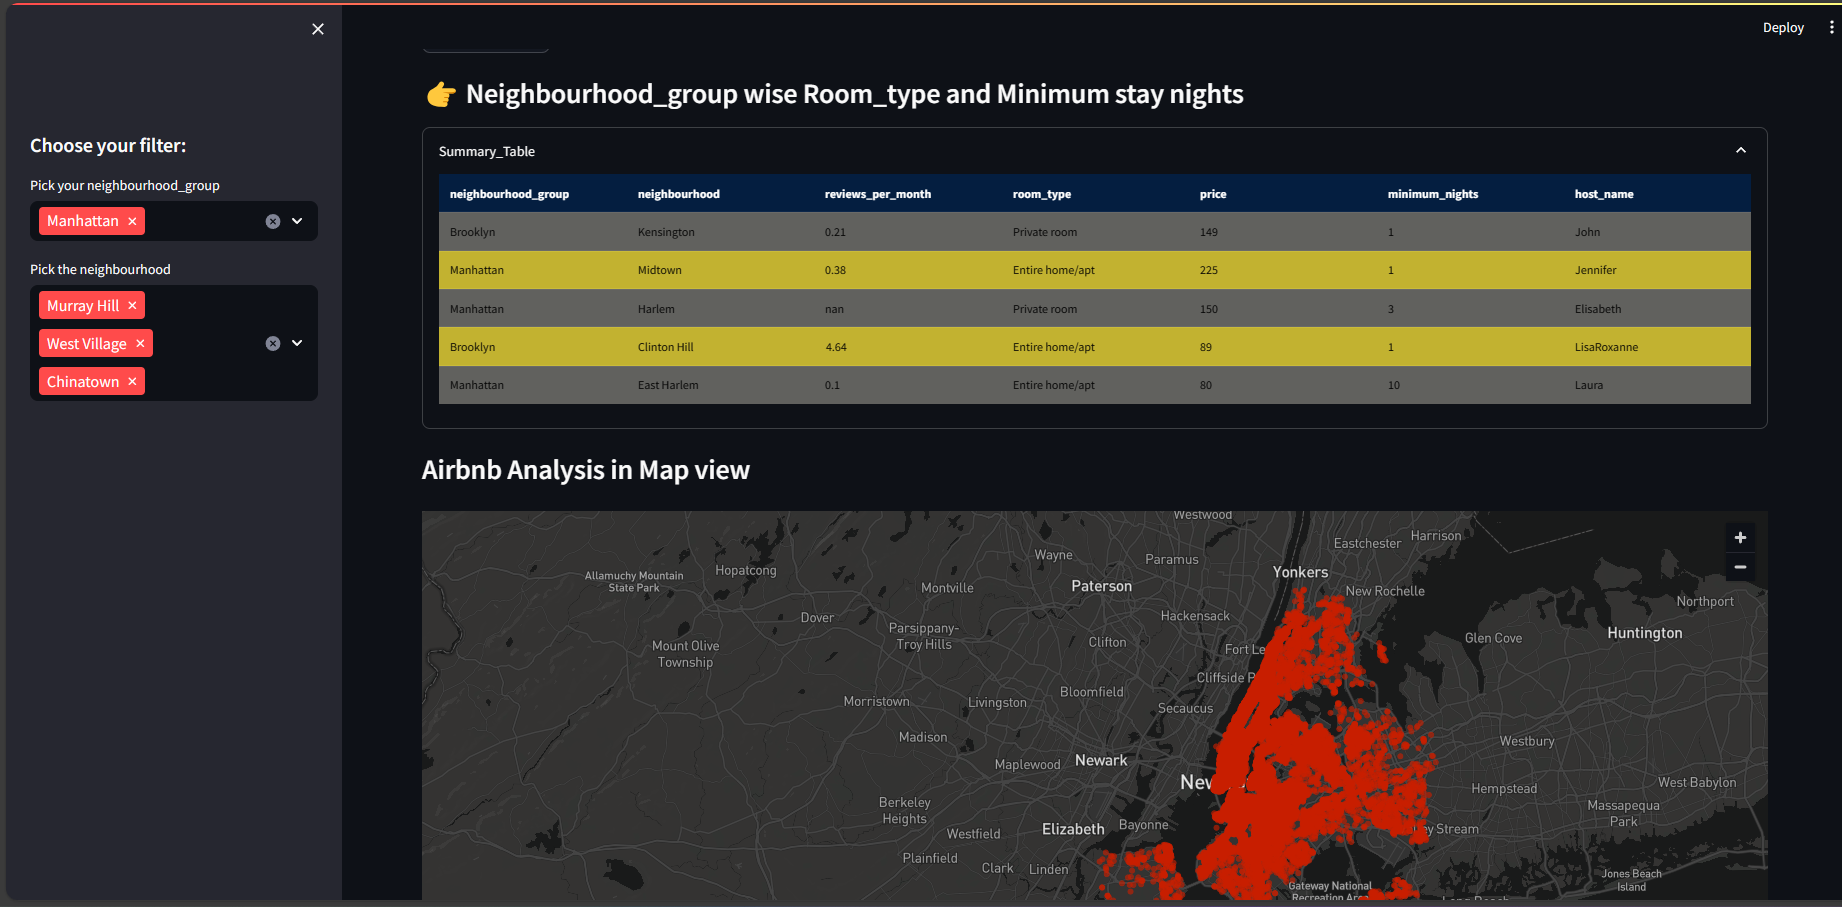 Deploy
Choose your filter:
Pick your neighbourhood_group
Manhattan ×
Pick the neighbourhood
Murray Hill ×
West Village ×
Chinatown ×
👉 Neighbourhood_group wise Room_type and Minimum stay nights
Summary_Table
neighbourhood_group neighbourhood reviews_per_month room_type price minimum_nights host_name
Brooklyn Kensington 0.21 Private room 149 1 John
Manhattan Midtown 0.38 Entire home/apt 225 1 Jennifer
Manhattan Harlem nan Private room 150 3 Elisabeth
Brooklyn Clinton Hill 4.64 Entire home/apt 89 1 LisaRoxanne
Manhattan East Harlem 0.1 Entire home/apt 80 10 Laura
Airbnb Analysis in Map view
Westwood
Eastchester
Harrison
Wayne
Paramus
Allamuchy Mountain
State Park
Hopatcong
Yonkers
Montville
Paterson
New Rochelle
Northport
Dover
Hackensack
Parsippany-
Troy Hills
Clifton
Glen Cove
Huntington
Mount Olive
Township
Fort Le
Cliffside P
Bloomfield
Morristown
Livingston
Secaucus
Madison
Westbury
Maplewood
Newark
New
Hempstead
West Babylon
Berkeley
Heights
Massapequa
Park
Elizabeth
Bayonne
Westfield
ey Stream
Plainfield
Clark
Linden
Jones Beach
Island
Gateway National
Recreation Area
Long Beach